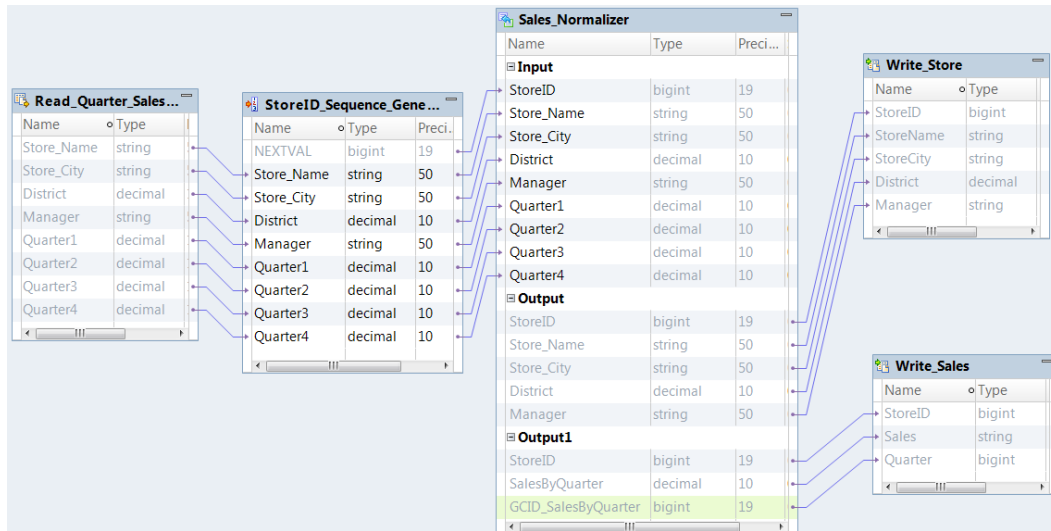 Read_Quarter_Sales...
Name Type
Store_Name string
Store_City string
District decimal
Manager string
Quarter1 decimal
Quarter2 decimal
Quarter3 decimal
Quarter4 decimal
StoreID_Sequence_Gene...
Name Type Preci...
NEXTVAL bigint 19
Store_Name string 50
Store_City string 50
District decimal 10
Manager string 50
Quarter1 decimal 10
Quarter2 decimal 10
Quarter3 decimal 10
Quarter4 decimal 10
Sales_Normalizer
Name Type Preci...
Input
StoreID bigint 19
Store_Name string 50
Store_City string 50
District decimal 10
Manager string 50
Quarter1 decimal 10
Quarter2 decimal 10
Quarter3 decimal 10
Quarter4 decimal 10
Output
StoreID bigint 19
Store_Name string 50
Store_City string 50
District decimal 10
Manager string 50
Output1
StoreID bigint 19
SalesByQuarter decimal 10
GCID_SalesByQuarter bigint 19
Write_Store
Name Type
StoreID bigint
StoreName string
StoreCity string
District decimal
Manager string
Write_Sales
Name Type
StoreID bigint
Sales string
Quarter bigint